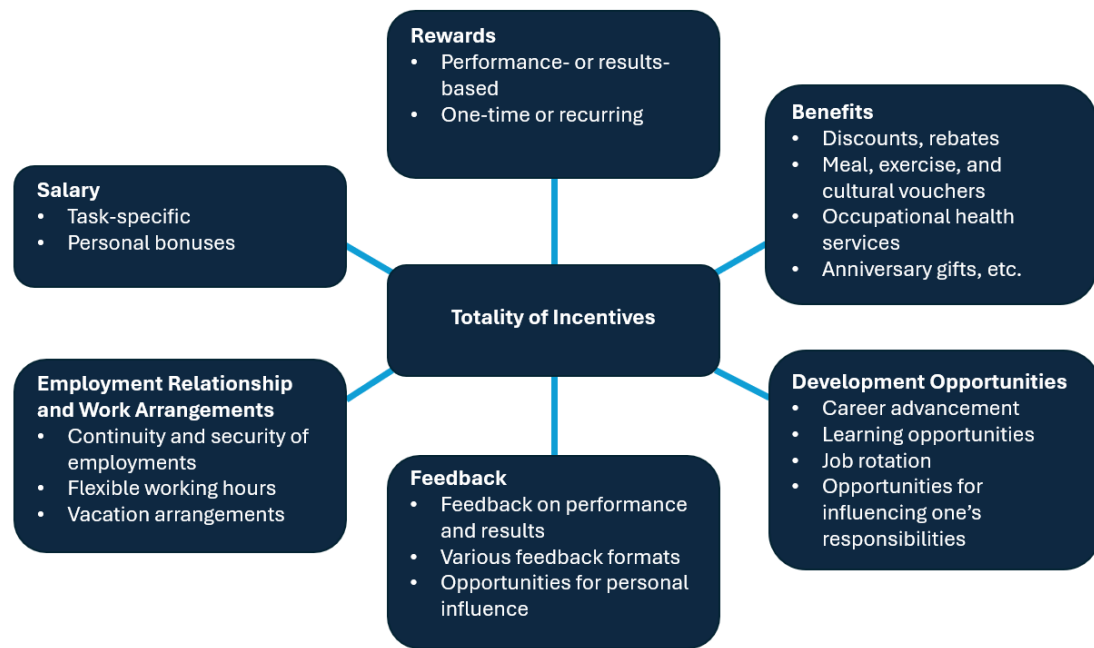 Rewards
• Performance- or results-
based
• One-time or recurring
Benefits
• Discounts, rebates
• Meal, exercise, and
cultural vouchers
• Occupational health
services
• Anniversary gifts, etc.
Salary
• Task-specific
• Personal bonuses
Totality of Incentives
Employment Relationship
and Work Arrangements
• Continuity and security of
employments
• Flexible working hours
• Vacation arrangements
Development Opportunities
• Career advancement
• Learning opportunities
• Job rotation
• Opportunities for
influencing one’s
responsibilities
Feedback
• Feedback on performance
and results
• Various feedback formats
• Opportunities for personal
influence